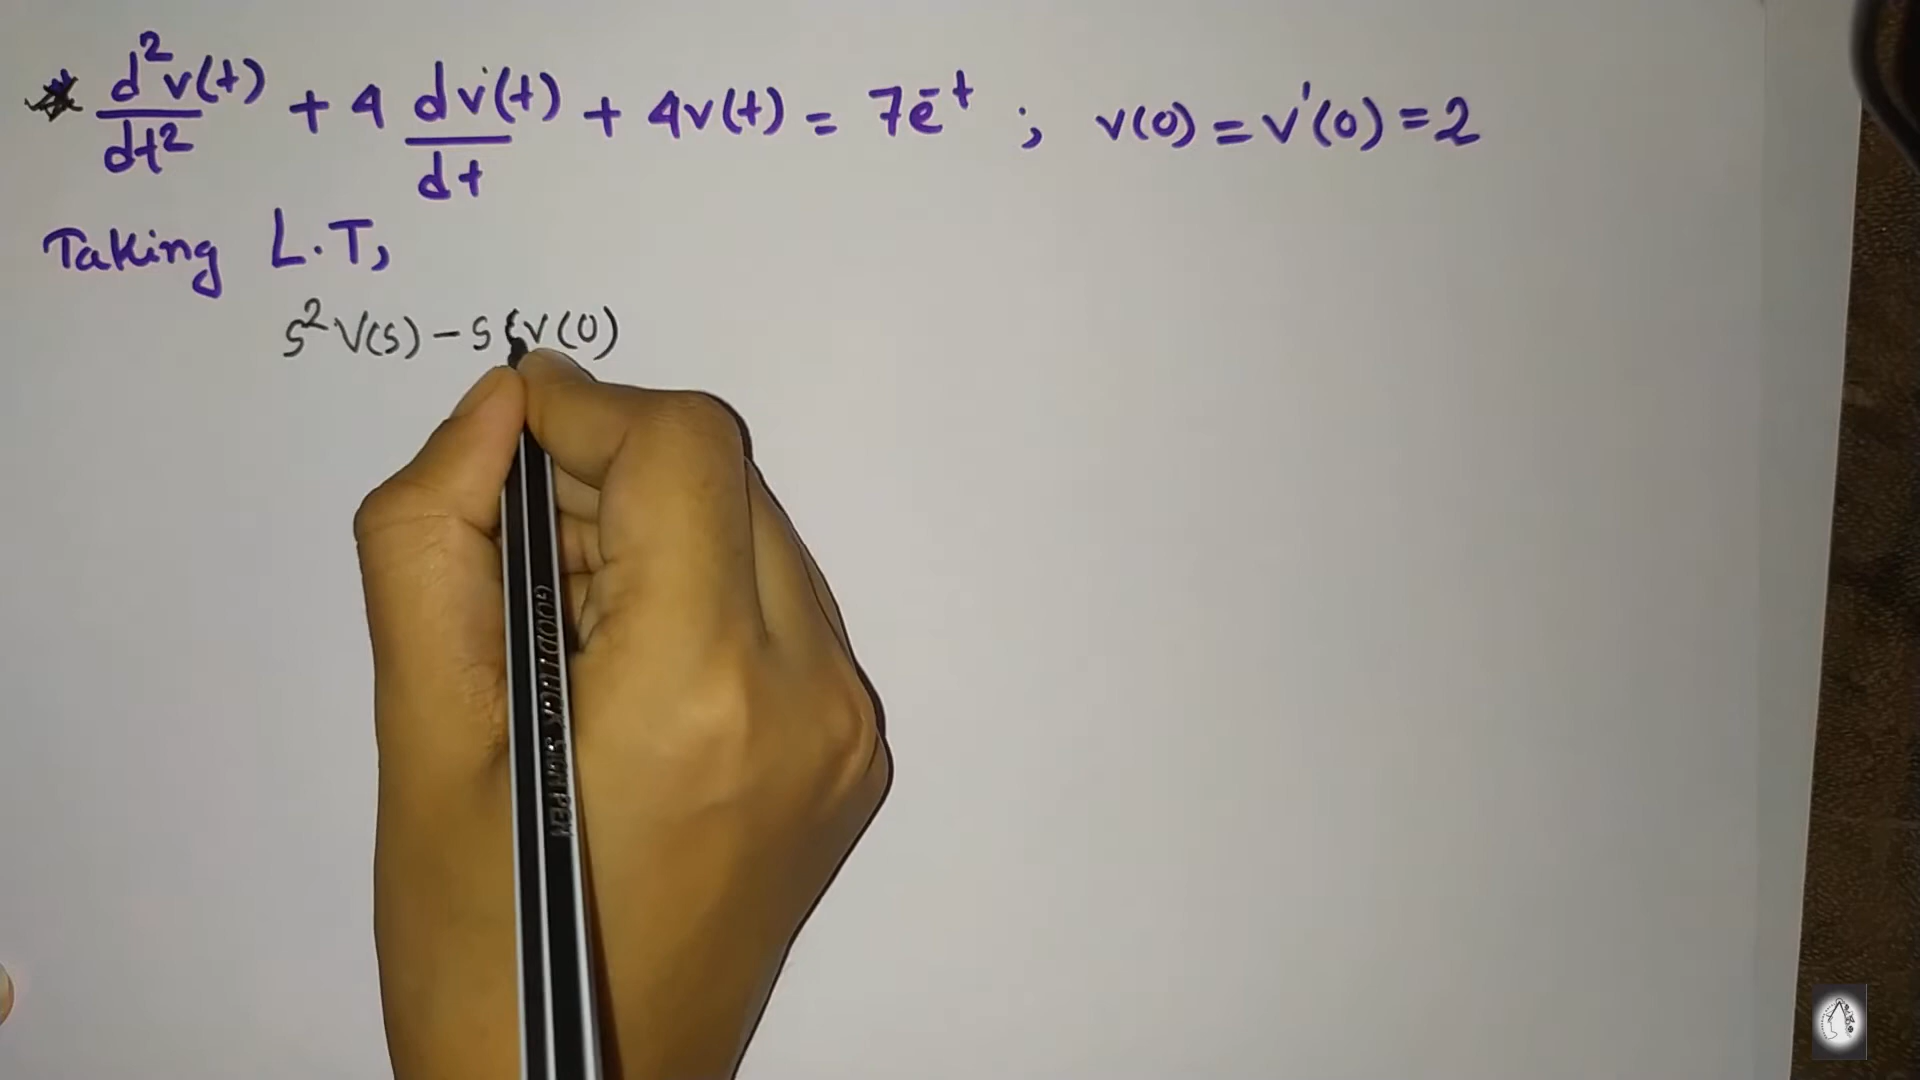 * d²v(t)/dt² + 4 dv(t)/dt + 4v(t) = 7e⁻ᵗ ; v(0) = v'(0) = 2
Taking L.T,
s²V(s) - s{v(0)
GOODLUCK SIGN PEN